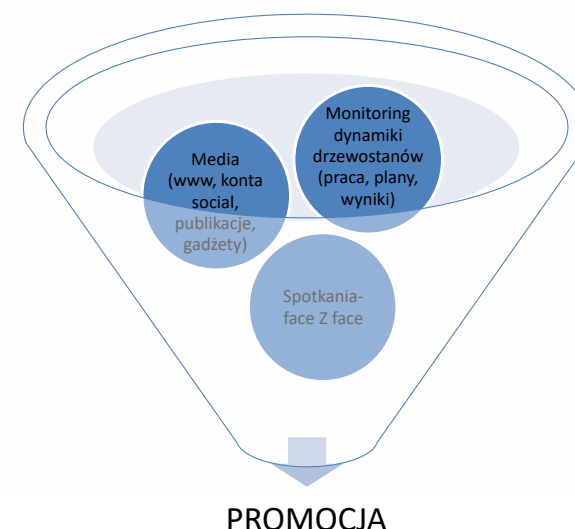 Monitoring
dynamiki
drzewostanów
(praca, plany,
wyniki)
Media
(www, konta
social,
publikacje,
gadżety)
Spotkania-
face Z face
PROMOCJA